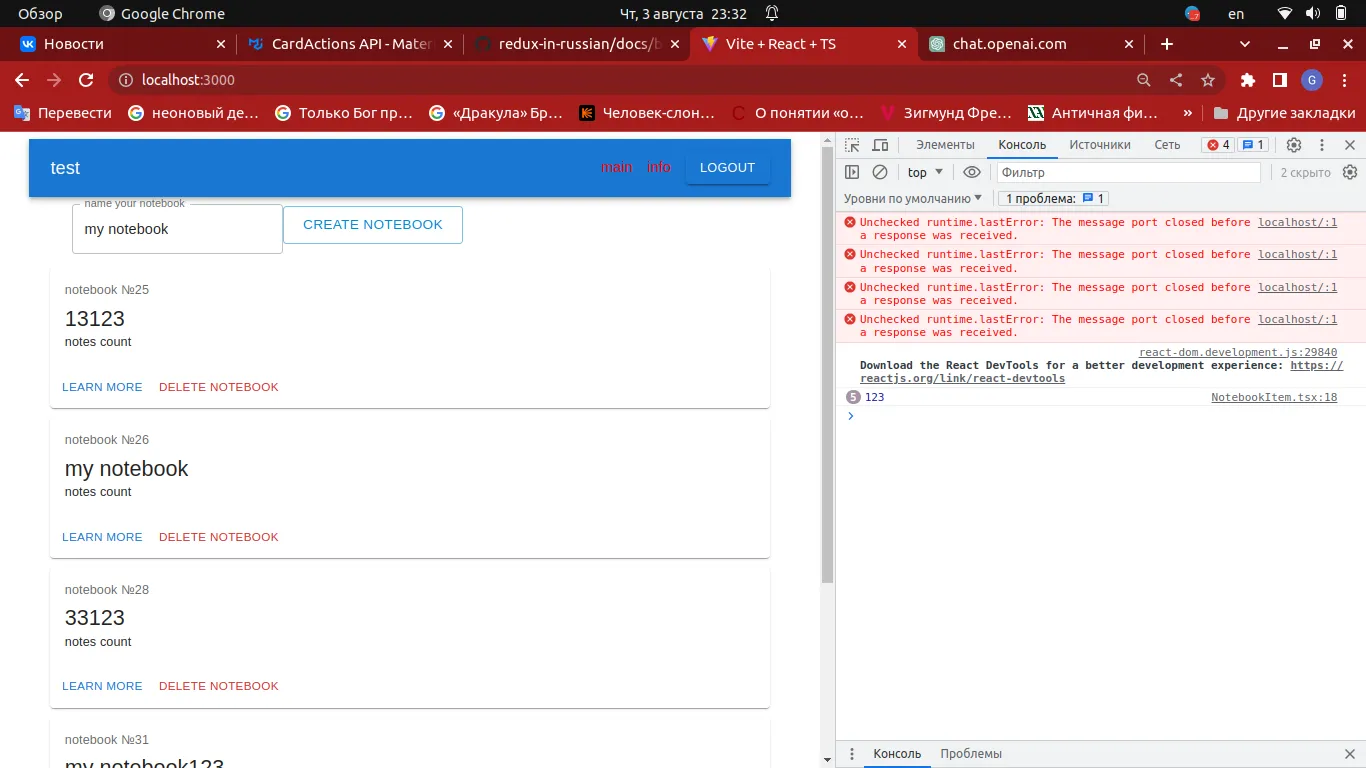 Обзор Google Chrome Чт, 3 августа 23:32 en
Новости CardActions API - Mater redux-in-russian/docs/b Vite + React + TS chat.openai.com
localhost:3000 G
Перевести неоновый де... Только Бог пр... «Дракула» Бр... Человек-слон... О понятии «о... Зигмунд Фре... Античная фи... » Другие закладки
test main info LOGOUT
name your notebook
my notebook CREATE NOTEBOOK
notebook №25
13123
notes count
LEARN MORE DELETE NOTEBOOK
notebook №26
my notebook
notes count
LEARN MORE DELETE NOTEBOOK
notebook №28
33123
notes count
LEARN MORE DELETE NOTEBOOK
notebook №31
my notebook123
Элементы Консоль Источники Сеть 4 1
top Фильтр 2 скрыто
Уровни по умолчанию 1 проблема: 1
Unchecked runtime.lastError: The message port closed before localhost/:1
a response was received.
Unchecked runtime.lastError: The message port closed before localhost/:1
a response was received.
Unchecked runtime.lastError: The message port closed before localhost/:1
a response was received.
Unchecked runtime.lastError: The message port closed before localhost/:1
a response was received.
react-dom.development.js:29840
Download the React DevTools for a better development experience: https://
reactjs.org/link/react-devtools
5 123 NotebookItem.tsx:18
Консоль Проблемы